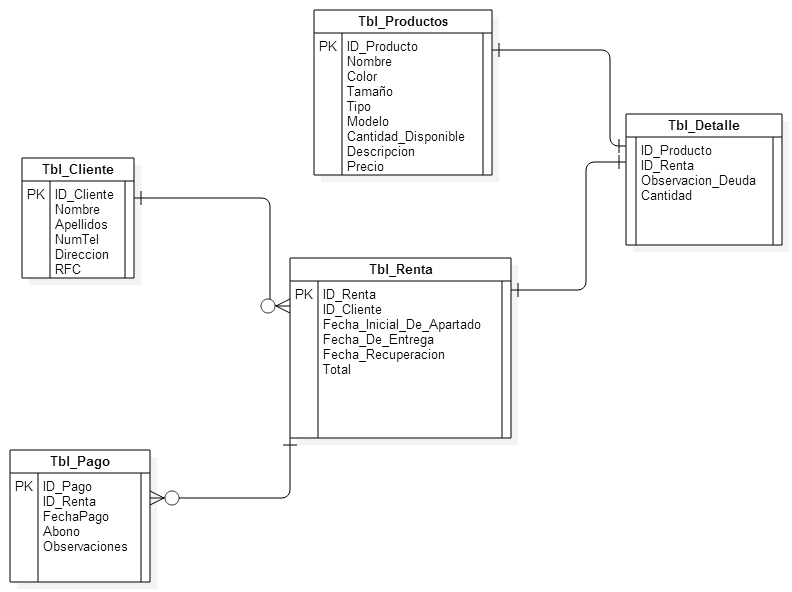 Tbl_Productos
PK ID_Producto
Nombre
Color
Tamaño
Tipo
Modelo
Cantidad_Disponible
Descripcion
Precio
Tbl_Detalle
ID_Producto
ID_Renta
Observacion_Deuda
Cantidad
Tbl_Cliente
PK ID_Cliente
Nombre
Apellidos
NumTel
Direccion
RFC
Tbl_Renta
PK ID_Renta
ID_Cliente
Fecha_Inicial_De_Apartado
Fecha_De_Entrega
Fecha_Recuperacion
Total
Tbl_Pago
PK ID_Pago
ID_Renta
FechaPago
Abono
Observaciones